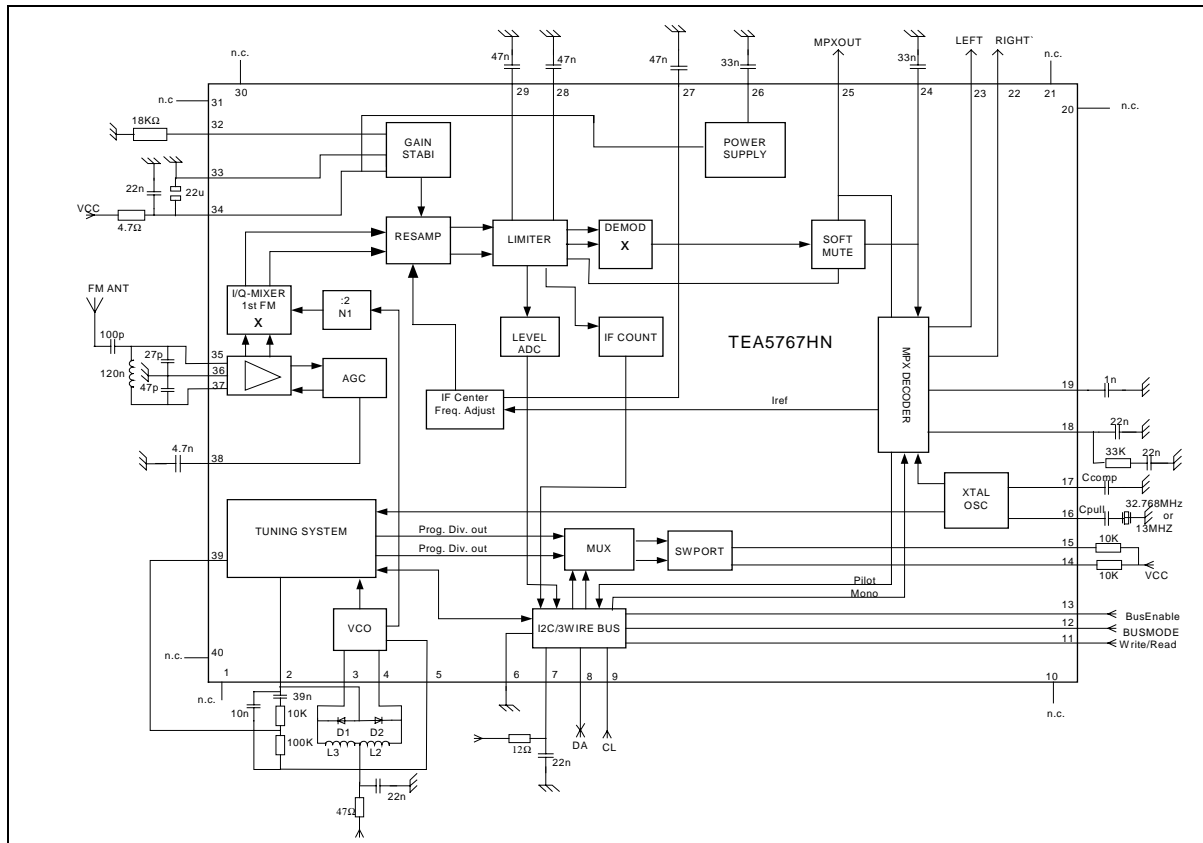 MPXOUT
LEFT
RIGHT`
n.c.
47n
47n
47n
33n
33n
n.c.
30
29
28
27
26
25
24
23
22
21
n.c
31
20
n.c.
18KΩ
32
GAIN
STABI
POWER
SUPPLY
33
22n
22u
VCC
34
4.7Ω
RESAMP
LIMITER
DEMOD
X
SOFT
MUTE
FM ANT
I/Q-MIXER
1st FM
X
:2
N1
LEVEL
ADC
IF COUNT
TEA5767HN
100p
35
27p
36
120n
47p
37
AGC
IF Center
Freq. Adjust
Iref
MPX DECODER
19
1n
18
22n
33K
22n
4.7n
38
17
Ccomp
XTAL
OSC
16
Cpull
32.768MHz
or
13MHZ
TUNING SYSTEM
Prog. Div. out
Prog. Div. out
MUX
SWPORT
15
10K
14
10K
VCC
39
Pilot
Mono
VCO
I2C/3WIRE BUS
13
BusEnable
12
BUSMODE
11
Write/Read
40
n.c.
1
2
3
4
5
6
7
8
9
10
n.c.
n.c.
39n
10n
10K
D1
D2
100K
L3
L2
12Ω
DA
CL
22n
22n
47Ω